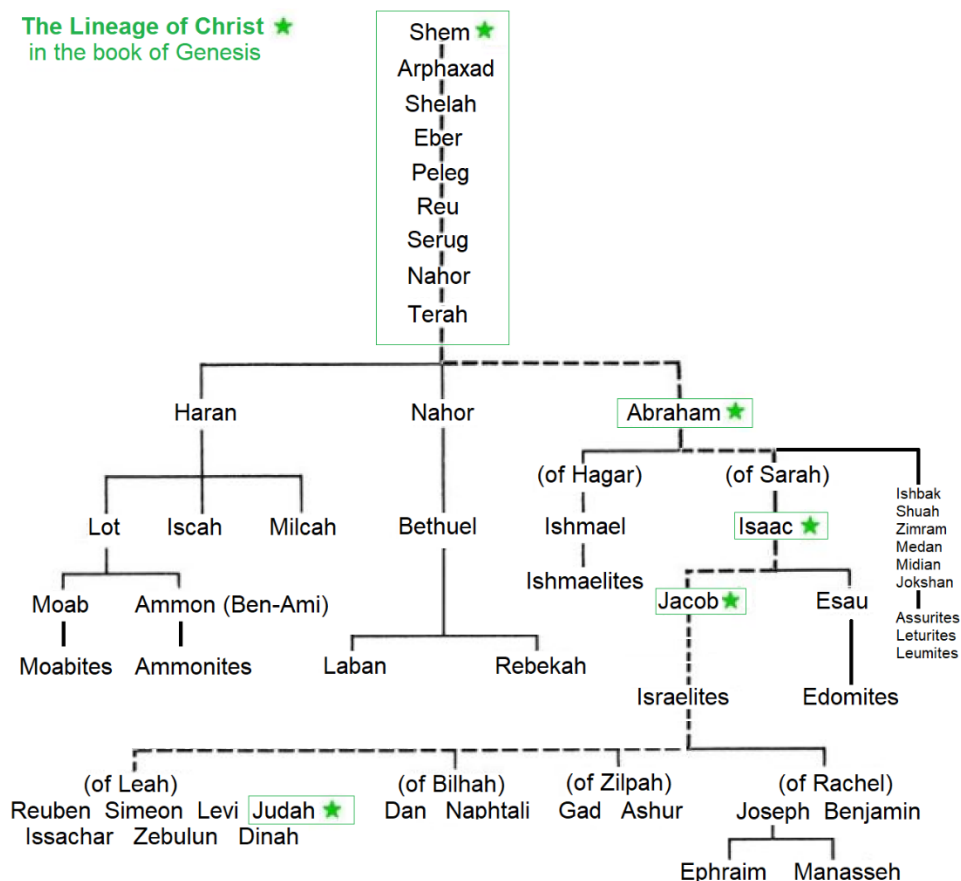 The Lineage of Christ
in the book of Genesis
Shem
Arphaxad
Shelah
Eber
Peleg
Reu
Serug
Nahor
Terah
Haran Nahor Abraham
(of Hagar) (of Sarah)
Lot Iscah Milcah Bethuel Ishmael Isaac
Ishbak
Shuah
Zimram
Medan
Midian
Jokshan
Ishmaelites
Moab Ammon (Ben-Ami) Jacob Esau
Assurites
Leturites
Leumites
Moabites Ammonites Laban Rebekah
Israelites Edomites
(of Leah) (of Bilhah) (of Zilpah) (of Rachel)
Reuben Simeon Levi Judah Dan Naphtali Gad Ashur Joseph Benjamin
Issachar Zebulun Dinah
Ephraim Manasseh